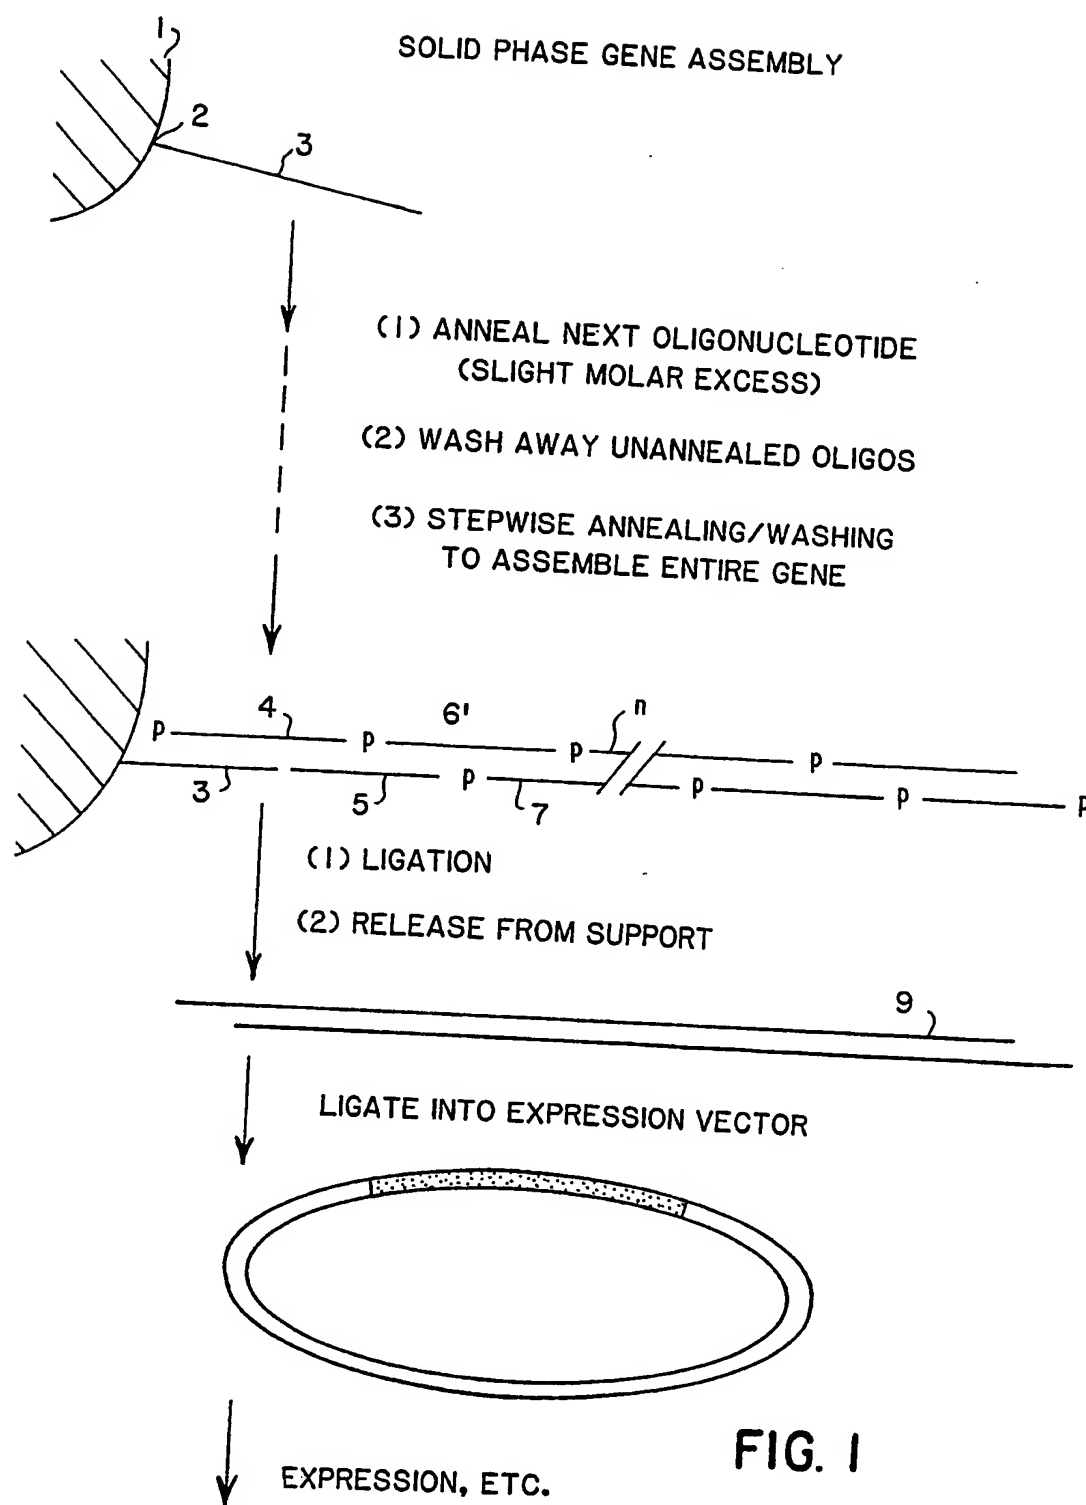 SOLID PHASE GENE ASSEMBLY
1
2
3
(1) ANNEAL NEXT OLIGONUCLEOTIDE
(SLIGHT MOLAR EXCESS)
(2) WASH AWAY UNANNEALED OLIGOS
(3) STEPWISE ANNEALING/WASHING
TO ASSEMBLE ENTIRE GENE
p 4 p 6' p n p
3 5 p 7 p p p
(1) LIGATION
(2) RELEASE FROM SUPPORT
9
LIGATE INTO EXPRESSION VECTOR
FIG. 1
EXPRESSION, ETC.